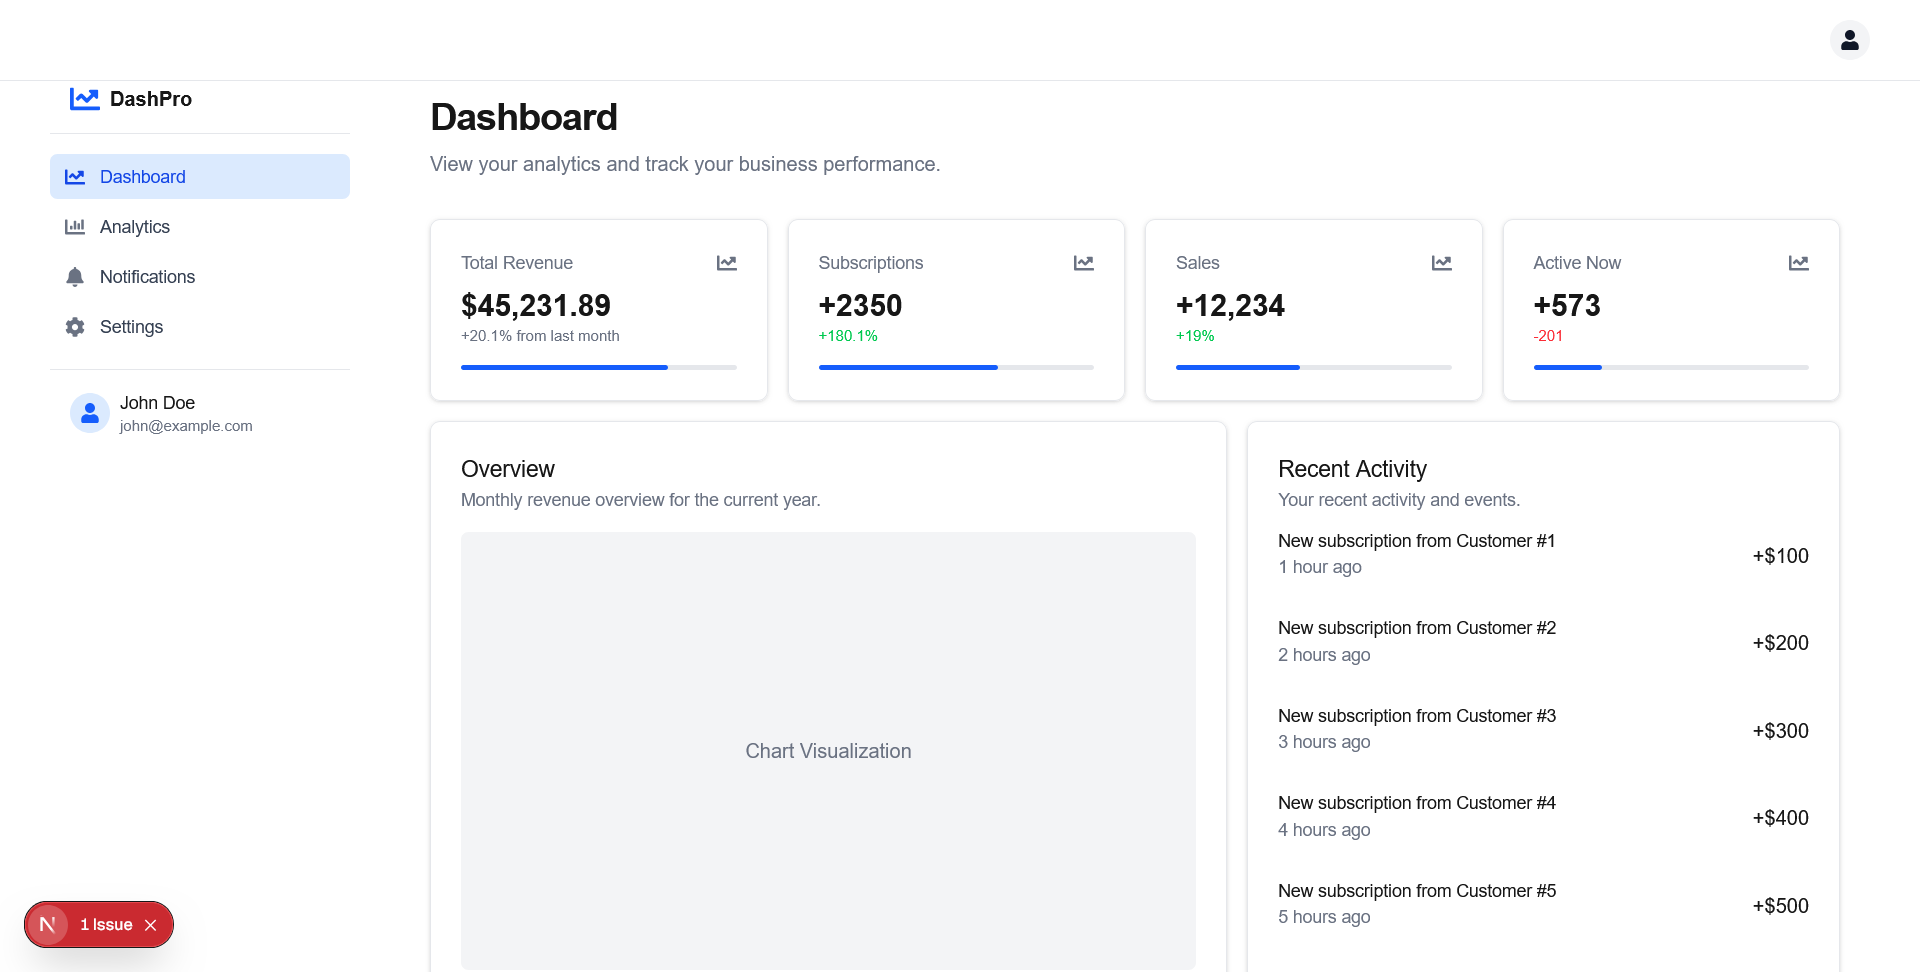 DashPro
Dashboard
Analytics
Notifications
Settings
John Doe
john@example.com
Dashboard
View your analytics and track your business performance.
Total Revenue
$45,231.89
+20.1% from last month
Subscriptions
+2350
+180.1%
Sales
+12,234
+19%
Active Now
+573
-201
Overview
Monthly revenue overview for the current year.
Chart Visualization
Recent Activity
Your recent activity and events.
New subscription from Customer #1
1 hour ago
+$100
New subscription from Customer #2
2 hours ago
+$200
New subscription from Customer #3
3 hours ago
+$300
New subscription from Customer #4
4 hours ago
+$400
New subscription from Customer #5
5 hours ago
+$500
N 1 Issue